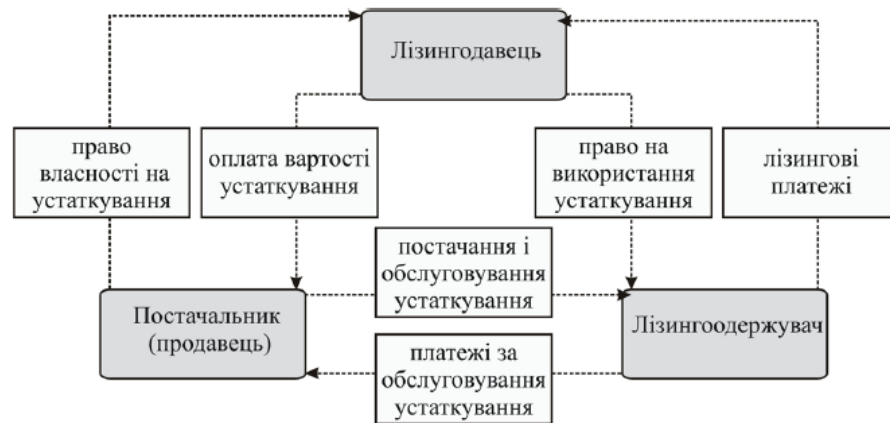 Лізингодавець
право
власності на
устаткування
оплата вартості
устаткування
право на
використання
устаткування
лізингові
платежі
постачання і
обслуговування
устаткування
Постачальник
(продавець)
Лізингоодержувач
платежі за
обслуговування
устаткування